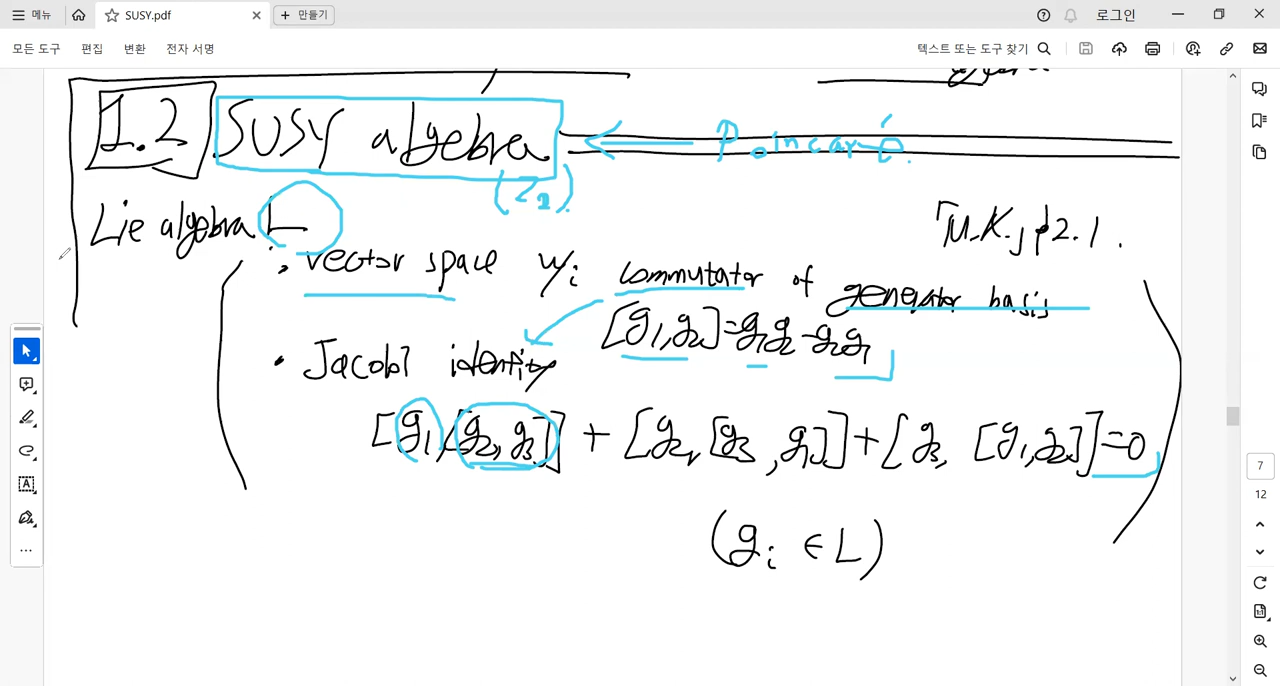 메뉴 SUSY.pdf + 만들기 로그인
모든 도구 편집 변환 전자 서명 텍스트 또는 도구 찾기
1.2 SUSY algebra Poincaré
(Z2)
Lie algebra L
「M.K.」 p2.1.
• vector space w/i commutator of generator basis
[g1, g2] = g1g2 - g2g1
• Jacobi identity
[g1, [g2, g3]] + [g2, [g3, g1]] + [g3, [g1, g2]] = 0
(gi ∈ L)
7
12